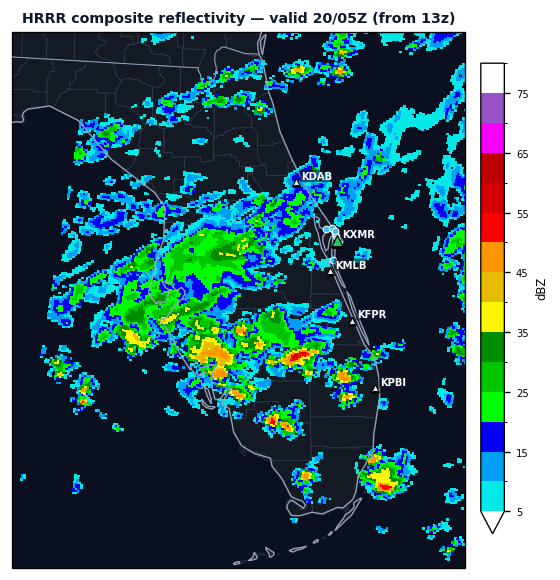 HRRR composite reflectivity — valid 20/05Z (from 13z)
KDAB
KXMR
KMLB
KFPR
KPBI
75
65
55
45
35
25
15
5
dBZ